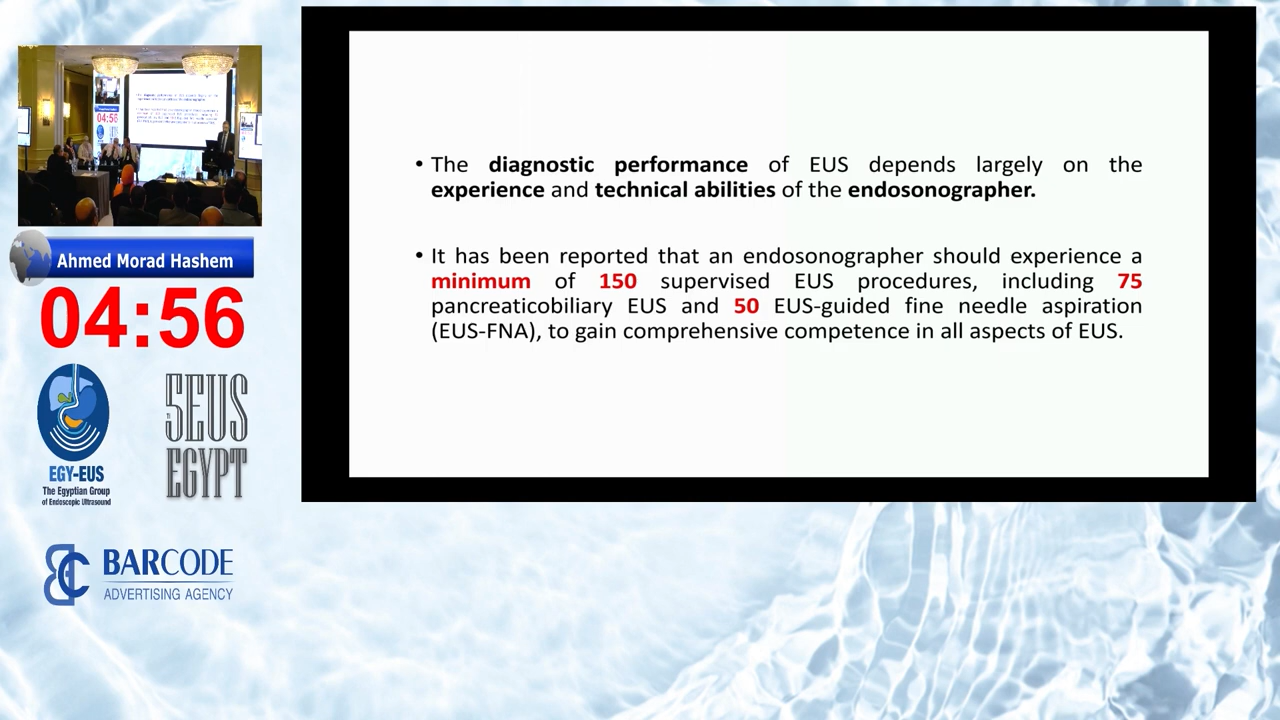 Ahmed Morad Hashem
04:56
EGY-EUS
The Egyptian Group
of Endoscopic Ultrasound
5EUS
EGYPT
BARCODE
ADVERTISING AGENCY
• The diagnostic performance of EUS depends largely on the
experience and technical abilities of the endosonographer.
• It has been reported that an endosonographer should experience a
minimum of 150 supervised EUS procedures, including 75
pancreaticobiliary EUS and 50 EUS-guided fine needle aspiration
(EUS-FNA), to gain comprehensive competence in all aspects of EUS.
04:56